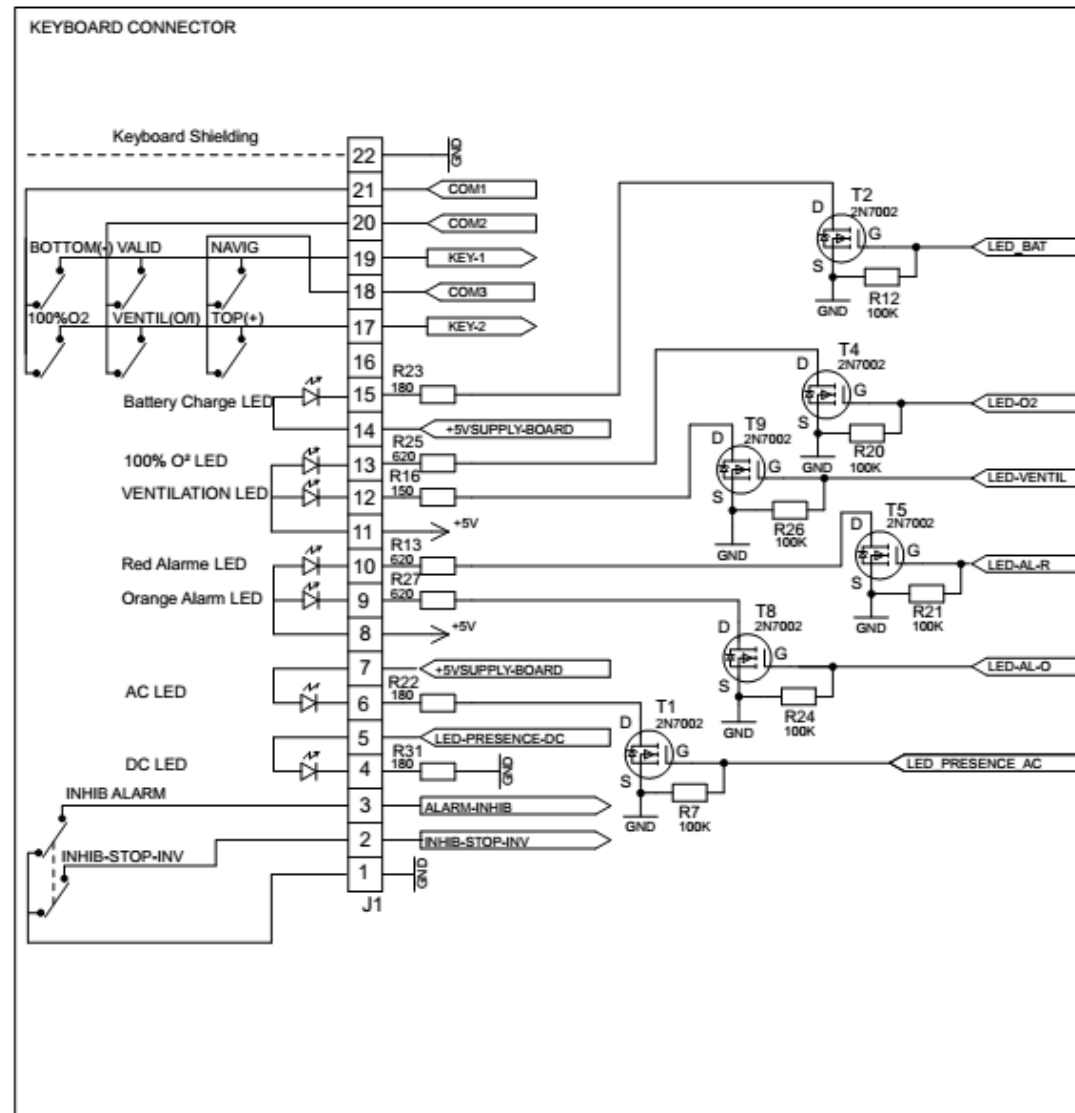 KEYBOARD CONNECTOR
Keyboard Shielding
22
GND
21
COM1
T2
2N7002
D
G
S
20
COM2
LED_BAT
BOTTOM(-) VALID
NAVIG
19
KEY-1
18
COM3
R12
100K
GND
100%O2
VENTIL(O/I)
TOP(+)
17
KEY-2
16
T4
2N7002
D
G
S
Battery Charge LED
15
R23
180
LED-O2
14
+5VSUPPLY-BOARD
R20
100K
GND
T9
2N7002
D
G
S
100% O² LED
13
R25
620
VENTILATION LED
12
R16
150
LED-VENTIL
11
+5V
R26
100K
GND
T5
2N7002
D
G
S
Red Alarme LED
10
R13
620
LED-AL-R
Orange Alarm LED
9
R27
620
R21
100K
GND
8
+5V
T8
2N7002
D
G
S
7
+5VSUPPLY-BOARD
LED-AL-O
AC LED
6
R22
180
R24
100K
GND
T1
2N7002
D
G
S
5
LED-PRESENCE-DC
DC LED
4
R31
180
GND
LED_PRESENCE_AC
INHIB ALARM
3
ALARM-INHIB
R7
100K
GND
INHIB-STOP-INV
2
INHIB-STOP-INV
1
GND
J1